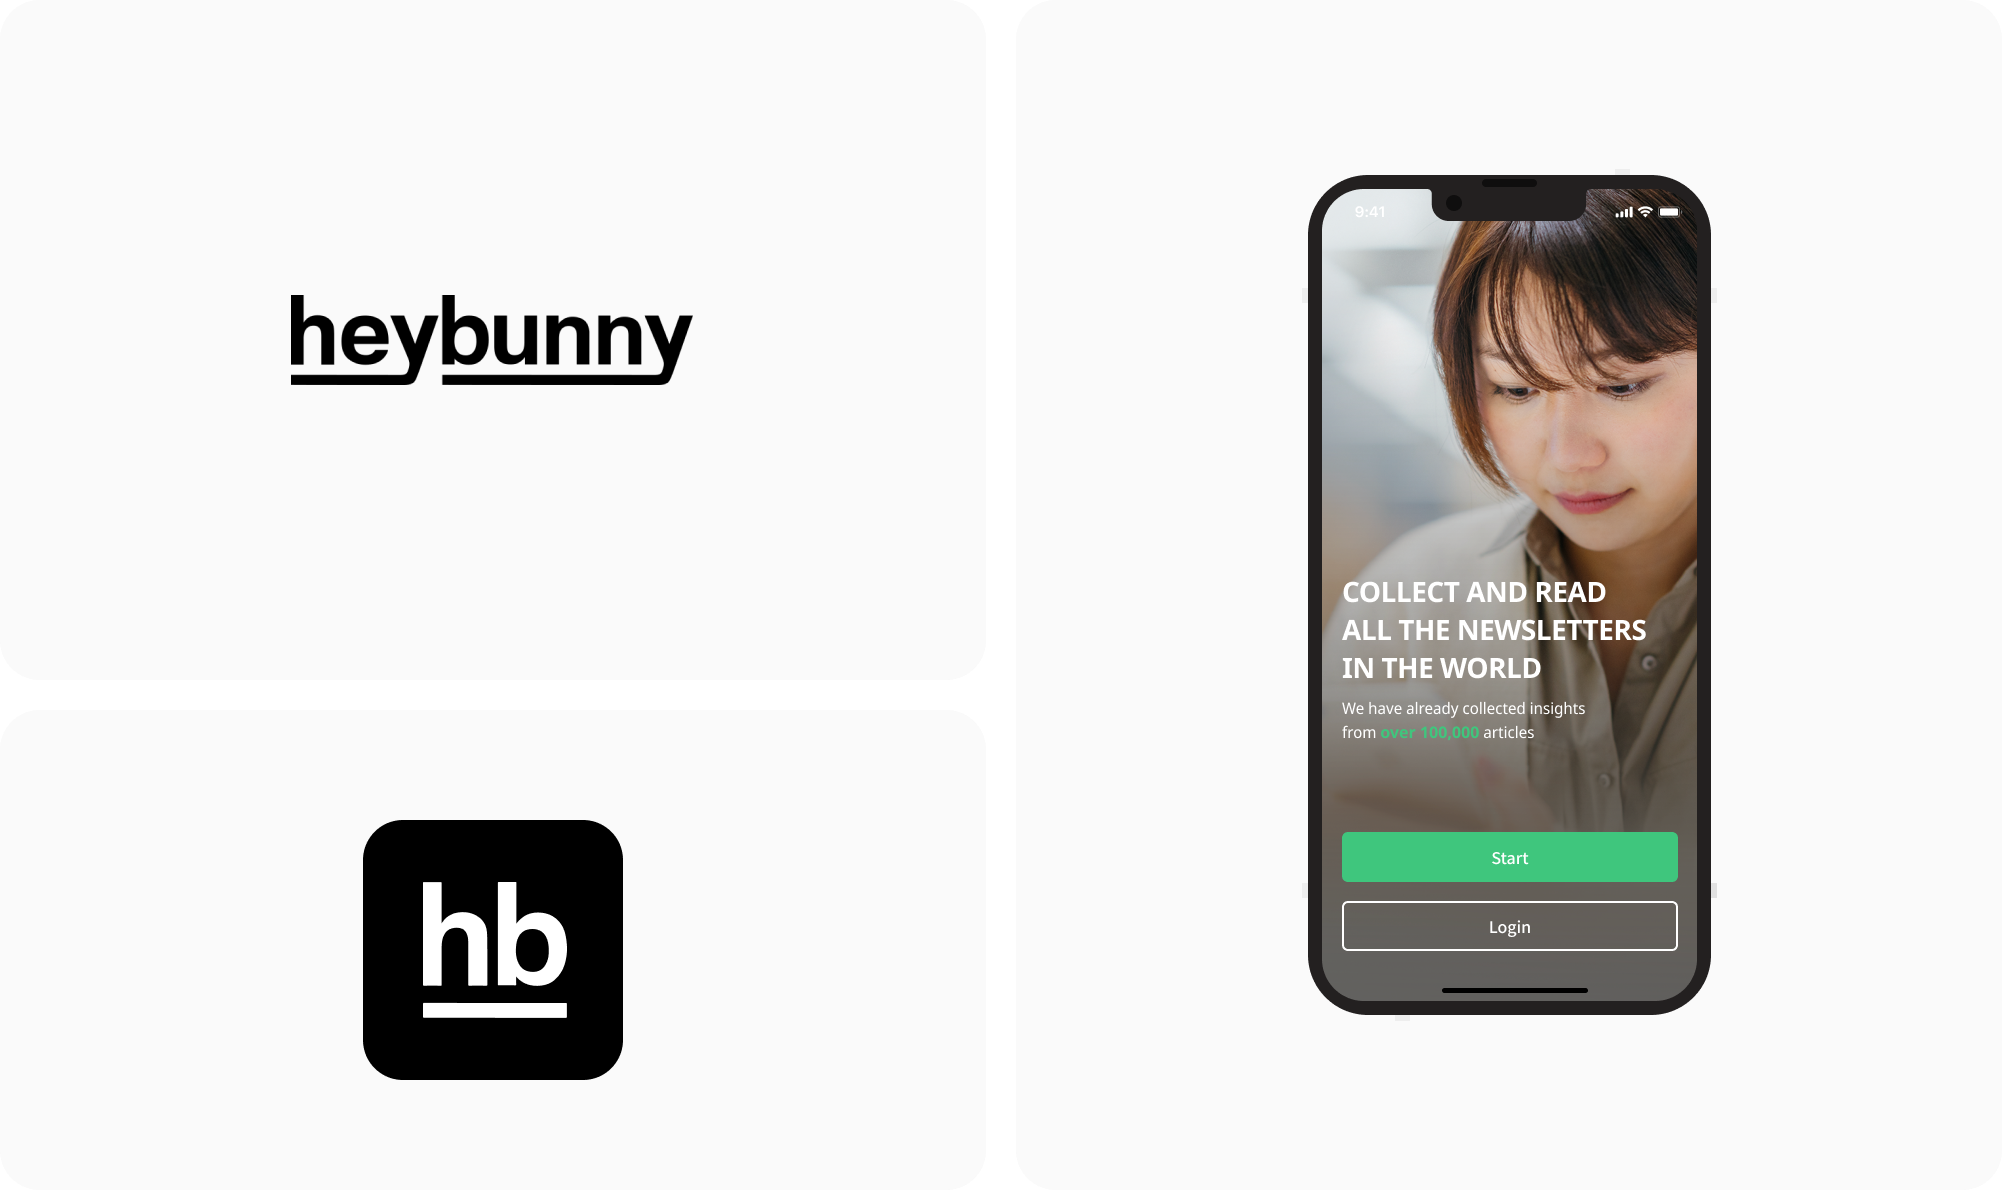 heybunny
hb
9:41
COLLECT AND READ
ALL THE NEWSLETTERS
IN THE WORLD
We have already collected insights
from over 100,000 articles
Start
Login